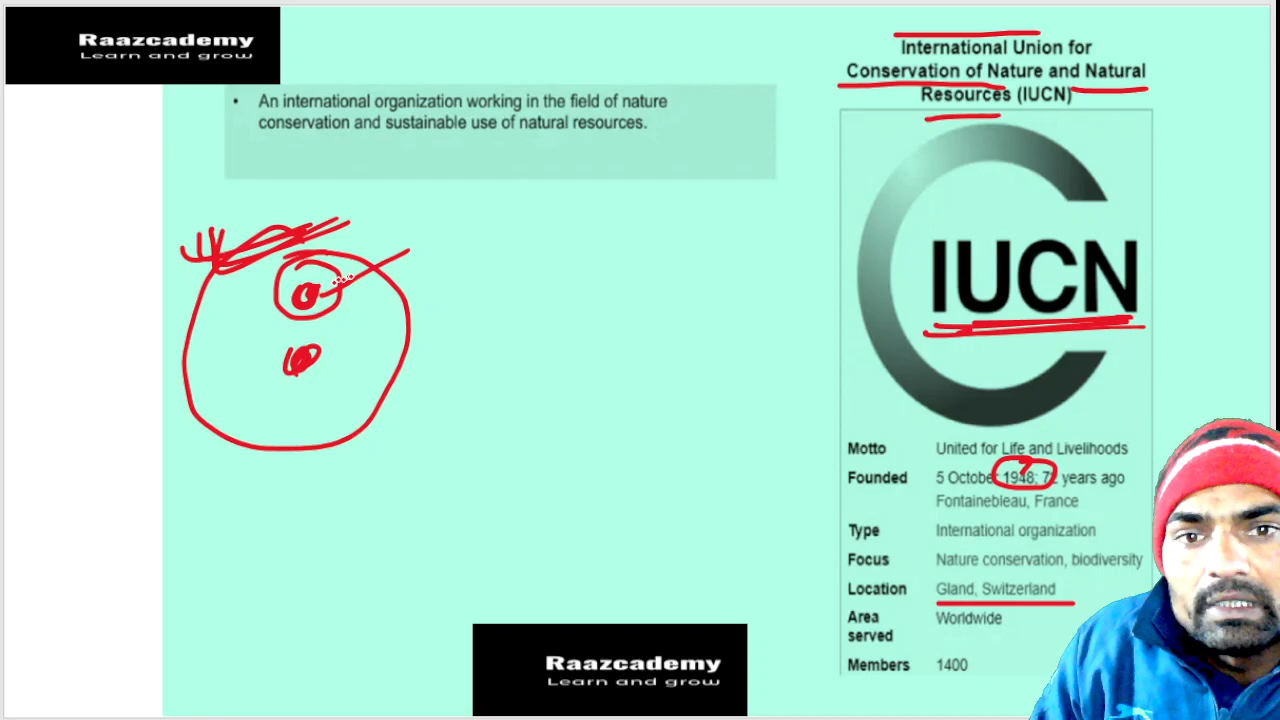 Raazcademy
Learn and grow
International Union for
Conservation of Nature and Natural
Resources (IUCN)
• An international organization working in the field of nature
conservation and sustainable use of natural resources.
IUCN
Motto United for Life and Livelihoods
Founded 5 October 1948; 72 years ago
Fontainebleau, France
Type International organization
Focus Nature conservation, biodiversity
Location Gland, Switzerland
Area
served Worldwide
Members 1400
Raazcademy
Learn and grow